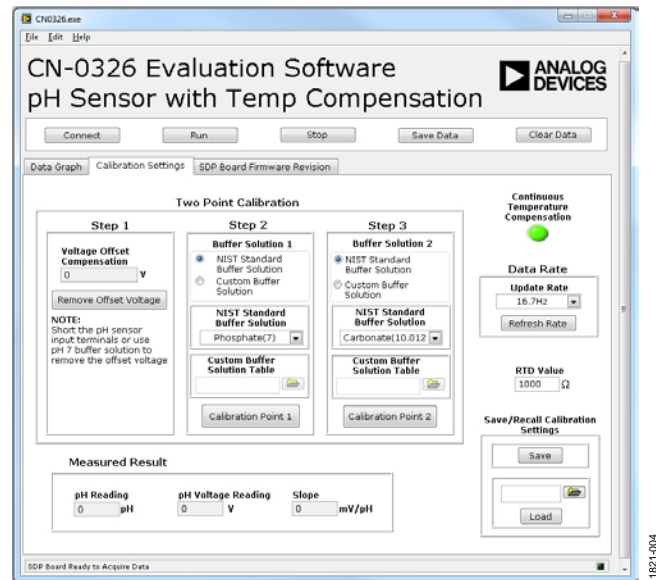 CN0326.exe
File Edit Help
CN-0326 Evaluation Software
pH Sensor with Temp Compensation
ANALOG
DEVICES
Connect Run Stop Save Data Clear Data
Data Graph Calibration Settings SDP Board Firmware Revision
Two Point Calibration
Step 1
Voltage Offset
Compensation
0 V
Remove Offset Voltage
NOTE:
Short the pH sensor
input terminals or use
pH 7 buffer solution to
remove the offset voltage
Step 2
Buffer Solution 1
NIST Standard
Buffer Solution
Custom Buffer
Solution
NIST Standard
Buffer Solution
Phosphate(7)
Custom Buffer
Solution Table
Calibration Point 1
Step 3
Buffer Solution 2
NIST Standard
Buffer Solution
Custom Buffer
Solution
NIST Standard
Buffer Solution
Carbonate(10.012
Custom Buffer
Solution Table
Calibration Point 2
Continuous
Temperature
Compensation
Data Rate
Update Rate
16.7Hz
Refresh Rate
RTD Value
1000 Ω
Save/Recall Calibration
Settings
Save
Load
Measured Result
pH Reading pH Voltage Reading Slope
0 pH 0 V 0 mV/pH
SDP Board Ready to Acquire Data
1821-004